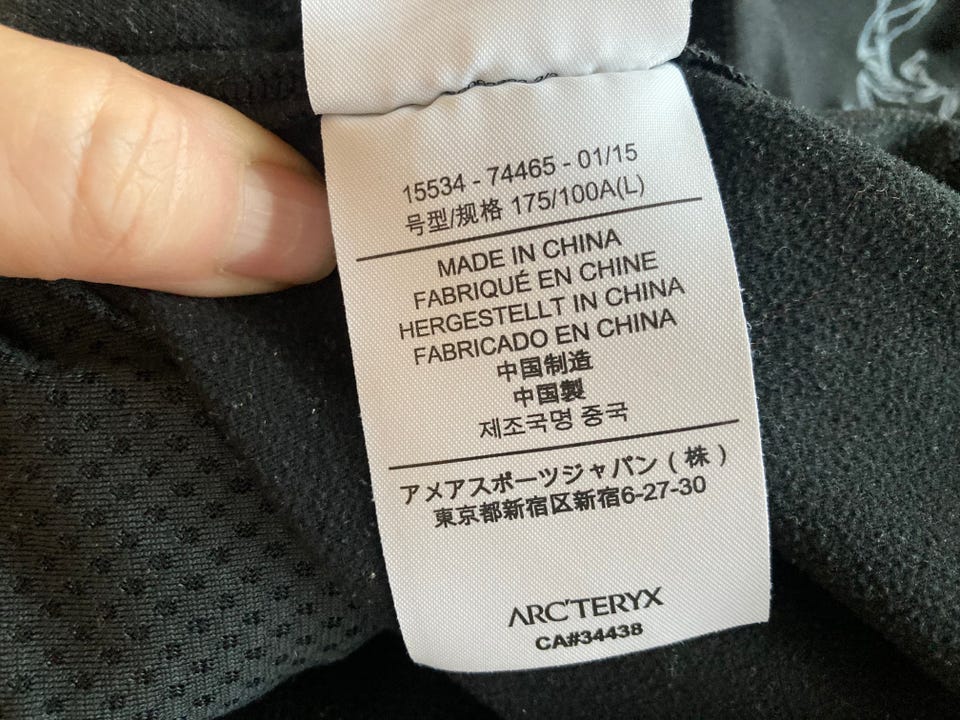 15534 - 74465 - 01/15
号型/规格 175/100A(L)
MADE IN CHINA
FABRIQUÉ EN CHINE
HERGESTELLT IN CHINA
FABRICADO EN CHINA
中国制造
中国製
제조국명 중국
アメアスポーツジャパン ( 株 )
東京都新宿区新宿6-27-30
ARC'TERYX
CA#34438